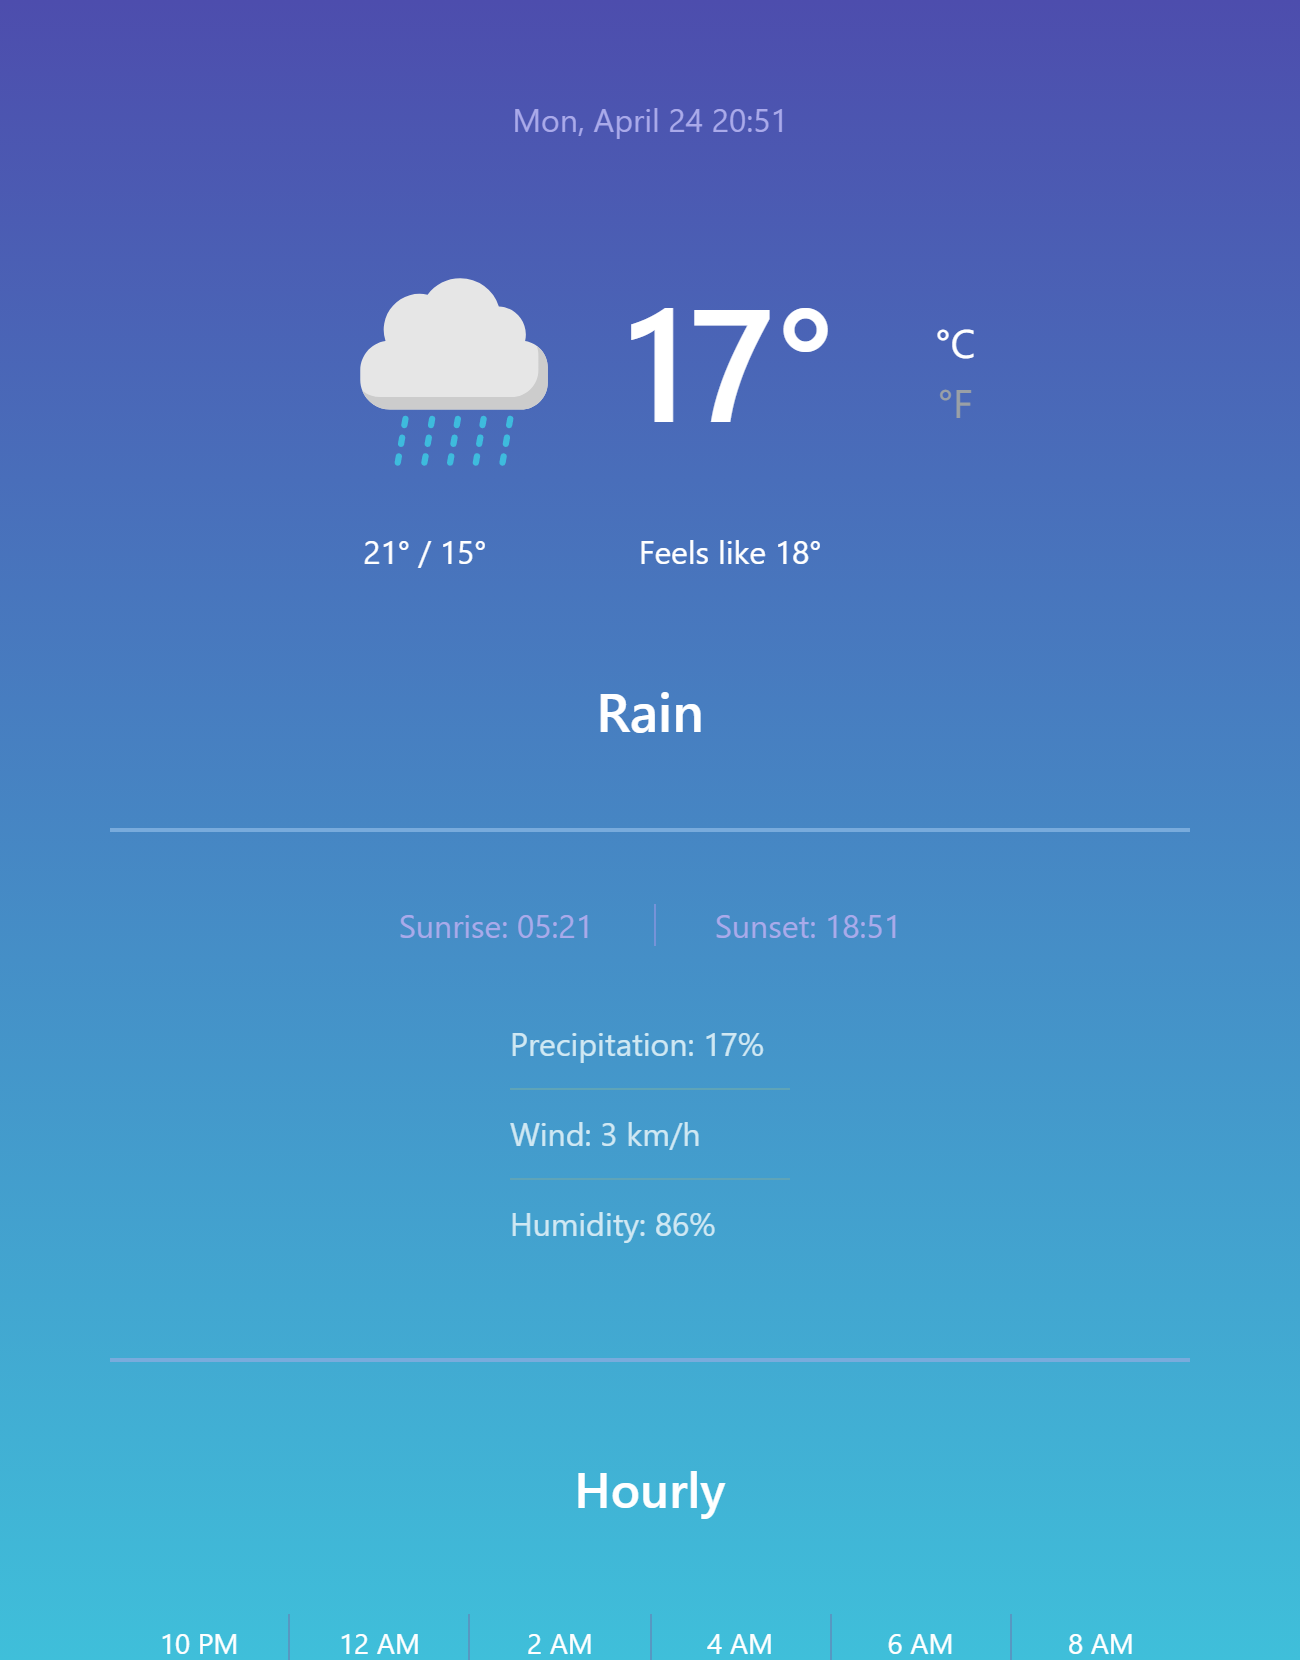 Mon, April 24 20:51
17°
°C
°F
21° / 15°
Feels like 18°
Rain
Sunrise: 05:21
Sunset: 18:51
Precipitation: 17%
Wind: 3 km/h
Humidity: 86%
Hourly
10 PM
12 AM
2 AM
4 AM
6 AM
8 AM